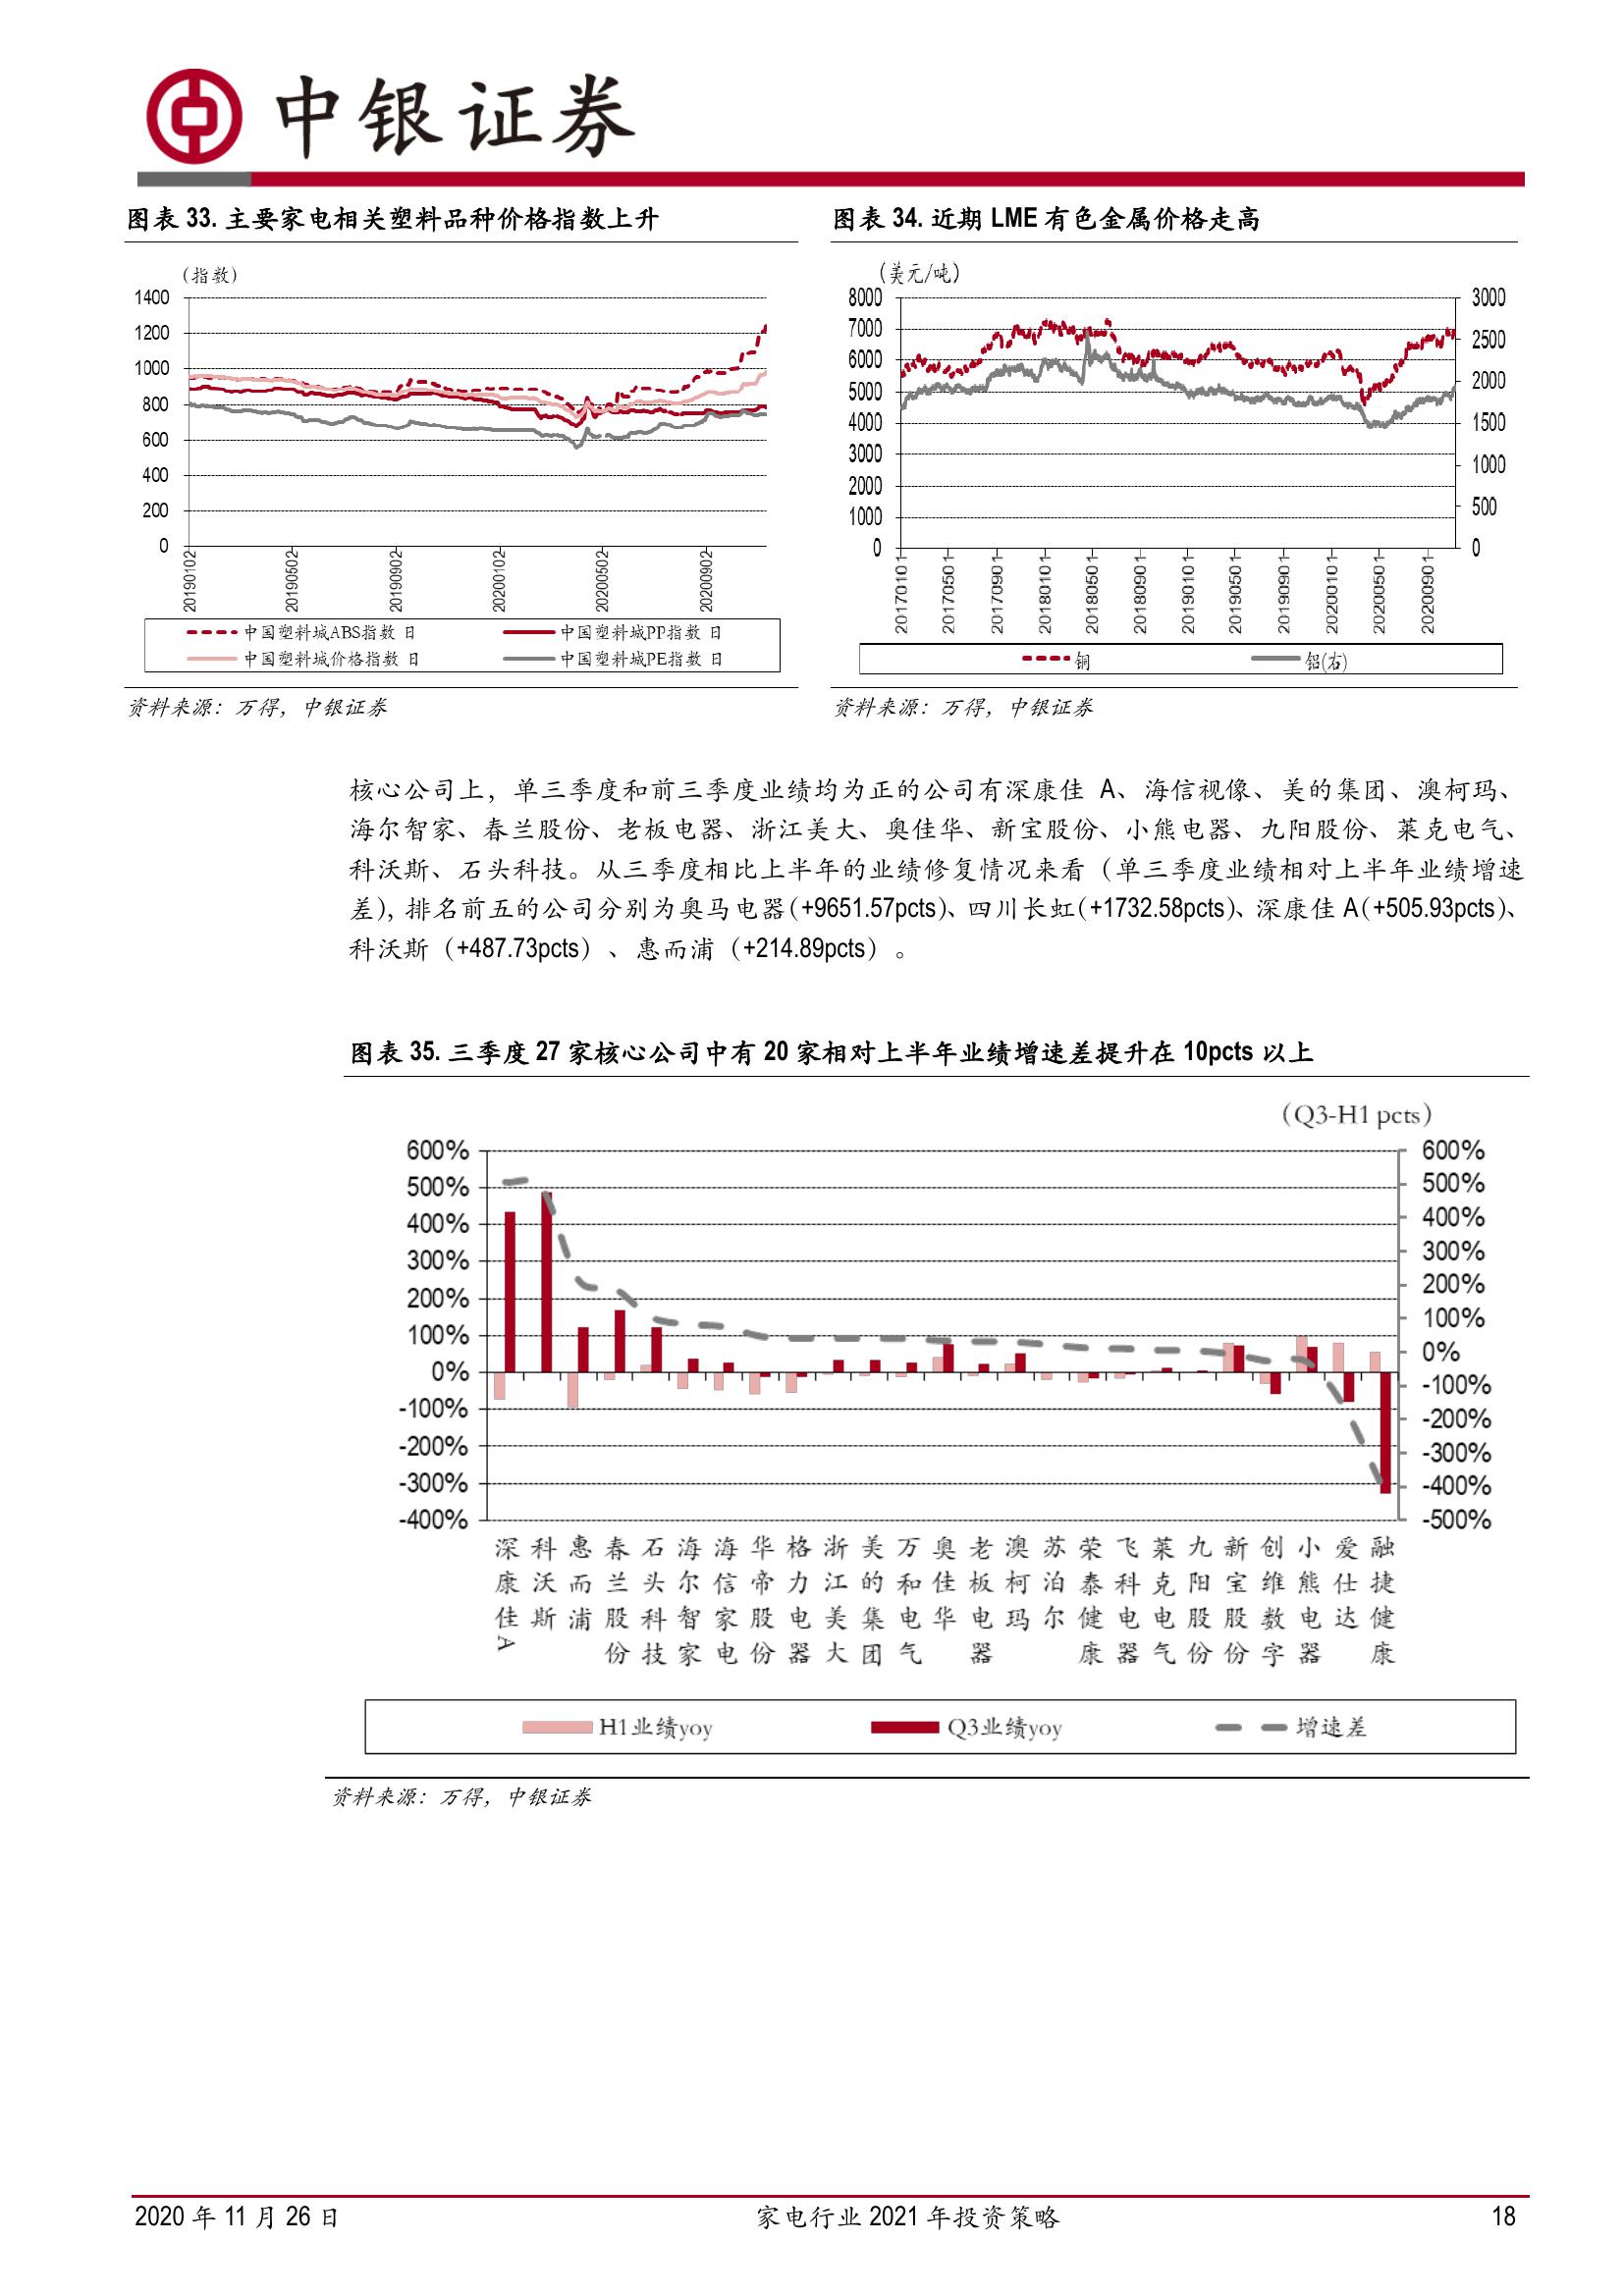 中银证券
图表 33. 主要家电相关塑料品种价格指数上升
（指数）
1400
1200
1000
800
600
400
200
0
20190102
20190502
20190902
20200102
20200502
20200902
中国塑料城ABS指数 日
中国塑料城PP指数 日
中国塑料城价格指数 日
中国塑料城PE指数 日
资料来源：万得，中银证券
图表 34. 近期 LME 有色金属价格走高
（美元/吨）
8000
7000
6000
5000
4000
3000
2000
1000
0
3000
2500
2000
1500
1000
500
0
20170101
20170501
20170901
20180101
20180501
20180901
20190101
20190501
20190901
20200101
20200501
20200901
铜
铝(右)
资料来源：万得，中银证券
核心公司上，单三季度和前三季度业绩均为正的公司有深康佳 A、海信视像、美的集团、澳柯玛、
海尔智家、春兰股份、老板电器、浙江美大、奥佳华、新宝股份、小熊电器、九阳股份、莱克电气、
科沃斯、石头科技。从三季度相比上半年的业绩修复情况来看（单三季度业绩相对上半年业绩增速
差），排名前五的公司分别为奥马电器（+9651.57pcts）、四川长虹（+1732.58pcts）、深康佳 A（+505.93pcts）、
科沃斯（+487.73pcts）、惠而浦（+214.89pcts）。
图表 35. 三季度 27 家核心公司中有 20 家相对上半年业绩增速差提升在 10pcts 以上
（Q3-H1 pcts）
600%
500%
400%
300%
200%
100%
0%
-100%
-200%
-300%
-400%
600%
500%
400%
300%
200%
100%
0%
-100%
-200%
-300%
-400%
-500%
深康佳A
科沃斯
惠而浦
春兰股份
石头科技
海尔智家
海信家电
华帝股份
格力电器
浙江美大
美的集团
万和电气
奥佳华
老板电器
澳柯玛
苏泊尔
荣泰健康
飞科电器
莱克电气
九阳股份
新宝股份
创维数字
小熊电器
爱仕达
融捷健康
H1业绩yoy
Q3业绩yoy
增速差
资料来源：万得，中银证券
2020 年 11 月 26 日
家电行业 2021 年投资策略
18